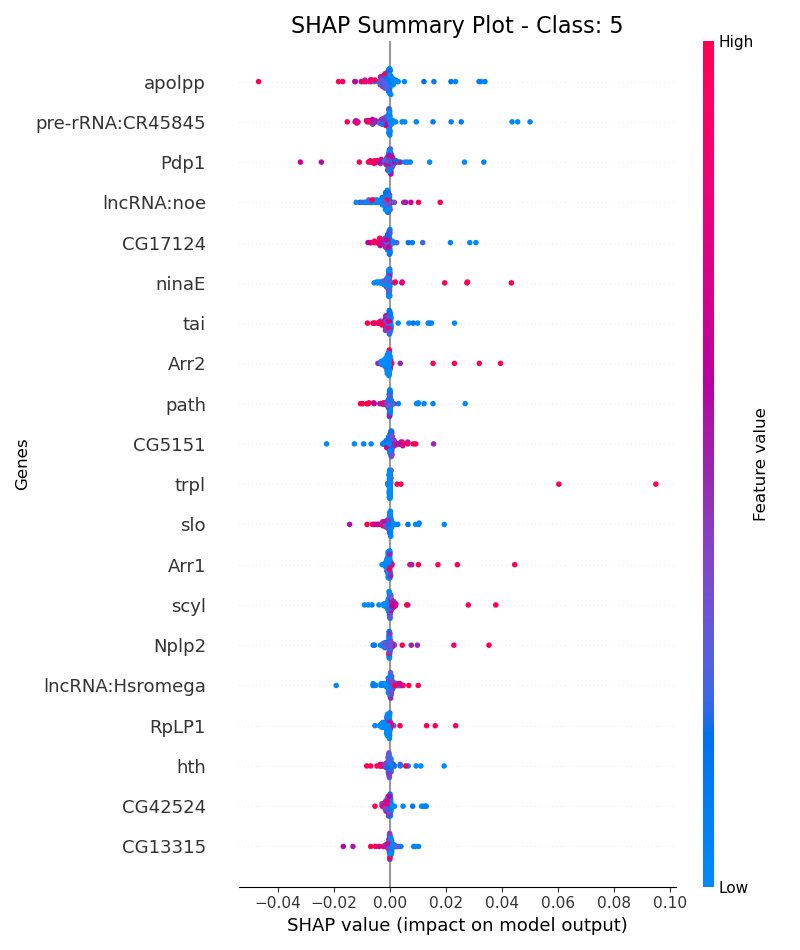 SHAP Summary Plot - Class: 5
High
apolpp
pre-rRNA:CR45845
Pdp1
lncRNA:noe
CG17124
ninaE
tai
Arr2
path
CG5151
trpl
slo
Arr1
scyl
Nplp2
lncRNA:Hsromega
RpLP1
hth
CG42524
CG13315
Genes
Feature value
Low
−0.04 −0.02 0.00 0.02 0.04 0.06 0.08 0.10
SHAP value (impact on model output)